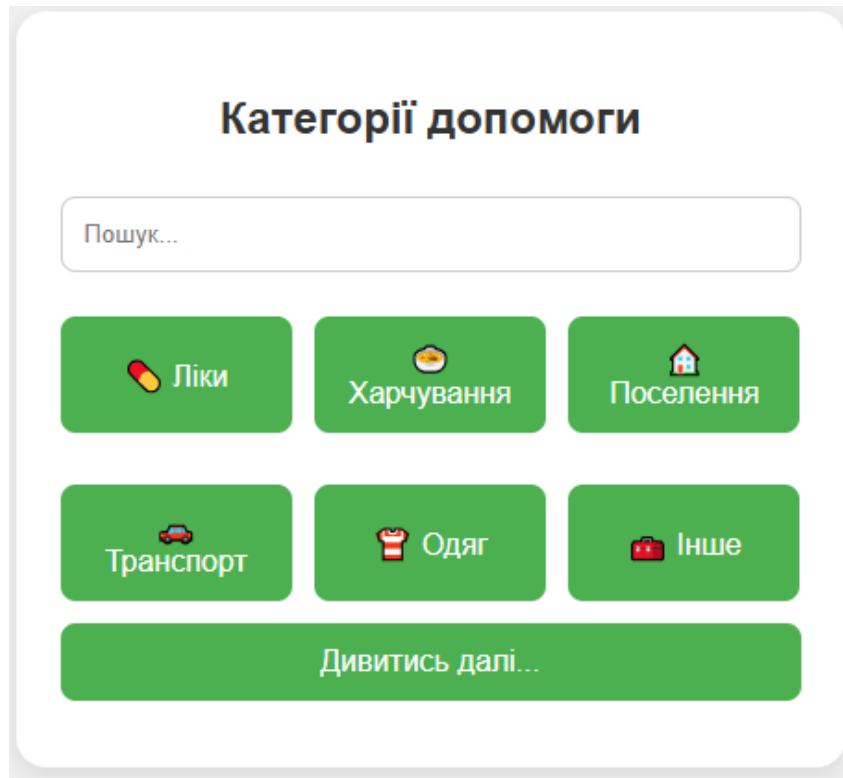 Категорії допомоги
Пошук...
Ліки
Харчування
Поселення
Транспорт
Одяг
Інше
Дивитись далі...